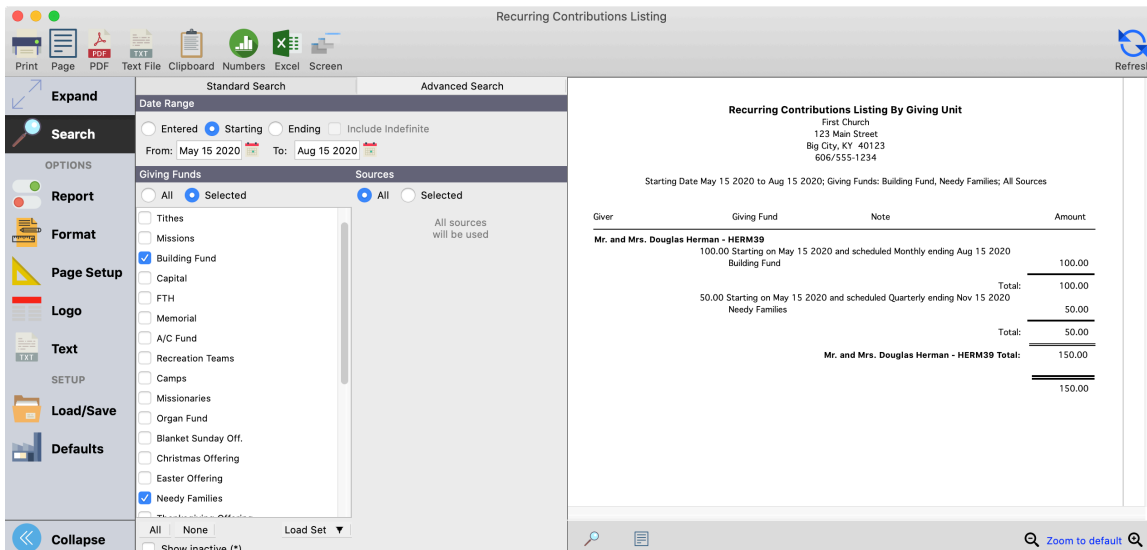 Recurring Contributions Listing
Print Page PDF Text File Clipboard Numbers Excel Screen Refresh
PDF
TXT
Expand
Search
OPTIONS
Report
Format
Page Setup
Logo
Text
TXT
SETUP
Load/Save
Defaults
Collapse
Standard Search Advanced Search
Date Range
Entered Starting Ending Include Indefinite
From: May 15 2020 To: Aug 15 2020
Giving Funds Sources
All Selected All Selected
All sources
will be used
Tithes
Missions
Building Fund
Capital
FTH
Memorial
A/C Fund
Recreation Teams
Camps
Missionaries
Organ Fund
Blanket Sunday Off.
Christmas Offering
Easter Offering
Needy Families
Thanksgiving Offering
All None Load Set ▼
Show inactive (*)
Recurring Contributions Listing By Giving Unit
First Church
123 Main Street
Big City, KY 40123
606/555-1234
Starting Date May 15 2020 to Aug 15 2020; Giving Funds: Building Fund, Needy Families; All Sources
Giver Giving Fund Note Amount
Mr. and Mrs. Douglas Herman - HERM39
100.00 Starting on May 15 2020 and scheduled Monthly ending Aug 15 2020
Building Fund 100.00
Total: 100.00
50.00 Starting on May 15 2020 and scheduled Quarterly ending Nov 15 2020
Needy Families 50.00
Total: 50.00
Mr. and Mrs. Douglas Herman - HERM39 Total: 150.00
150.00
Zoom to default